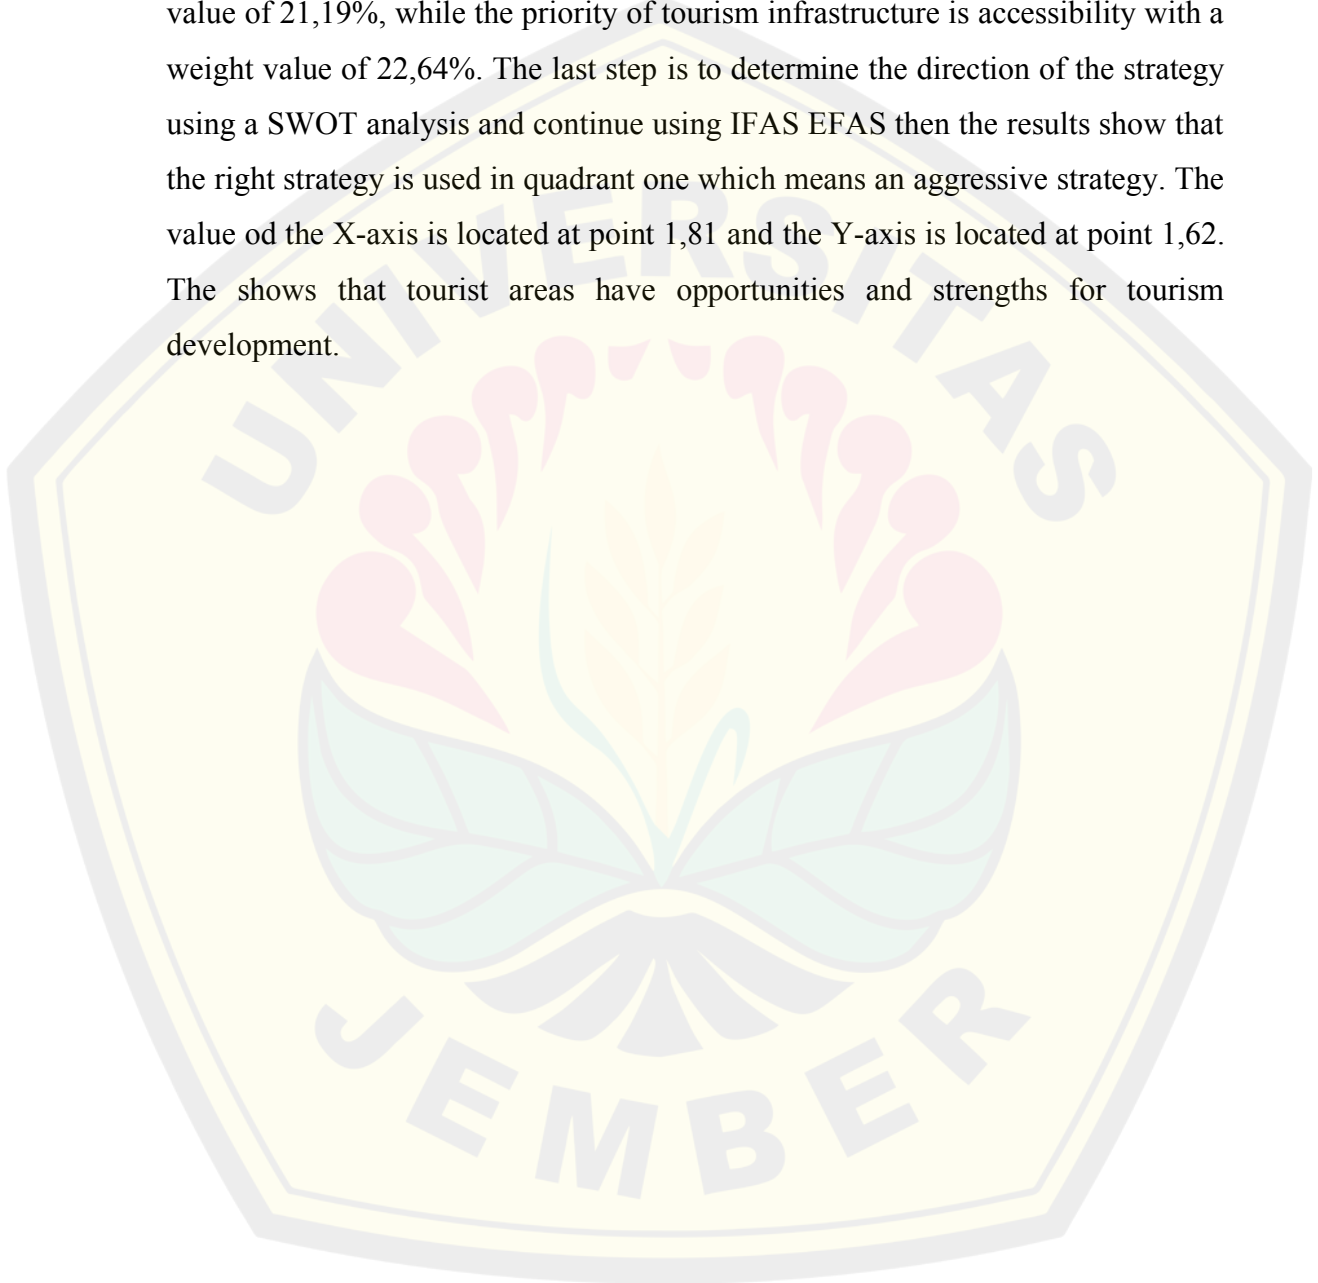 value of 21,19%, while the priority of tourism infrastructure is accessibility with a
weight value of 22,64%. The last step is to determine the direction of the strategy
using a SWOT analysis and continue using IFAS EFAS then the results show that
the right strategy is used in quadrant one which means an aggressive strategy. The
value od the X-axis is located at point 1,81 and the Y-axis is located at point 1,62.
The shows that tourist areas have opportunities and strengths for tourism
development.
UNIVERSITAS
JEMBER